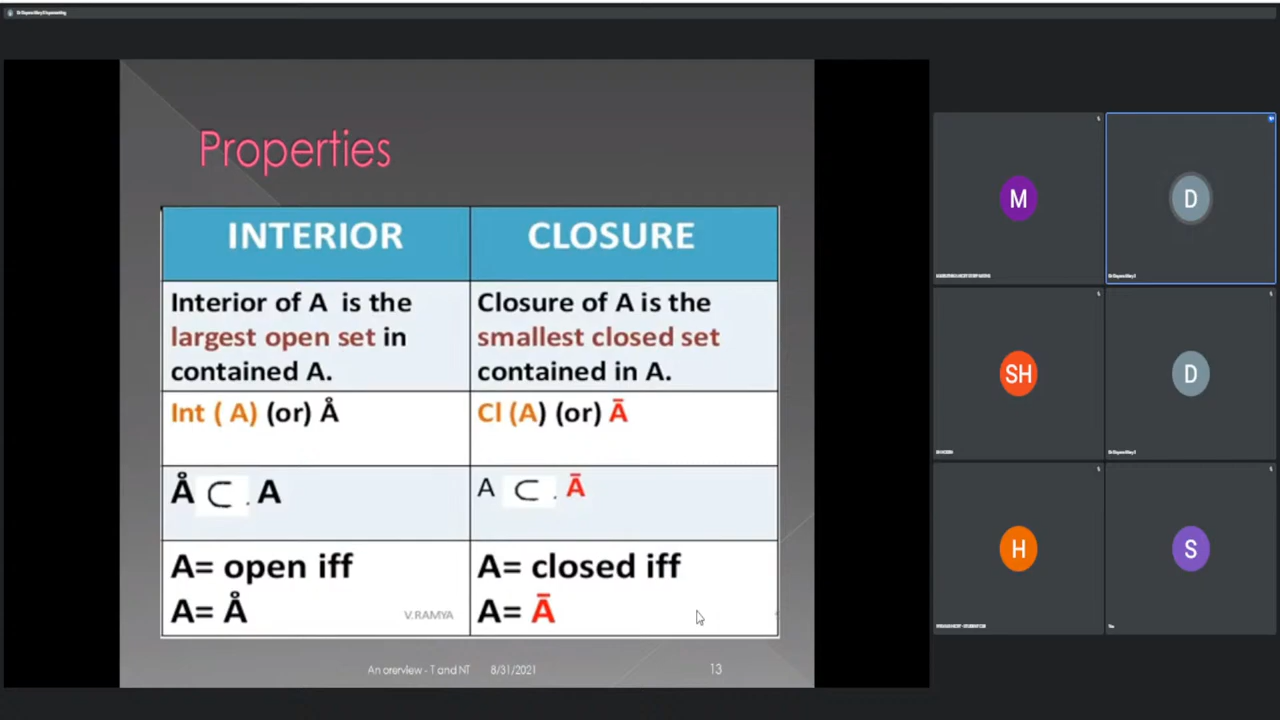 Properties
INTERIOR
CLOSURE
Interior of A is the
largest open set in
contained A.
Closure of A is the
smallest closed set
contained in A.
Int ( A) (or) Å
Cl (A) (or) Ā
Å ⊂ . A
A ⊂ . Ā
A= open iff
A= Å
V.RAMYA
A= closed iff
A= Ā
An orerview - T and NT
8/31/2021
13
M
D
SH
D
H
S